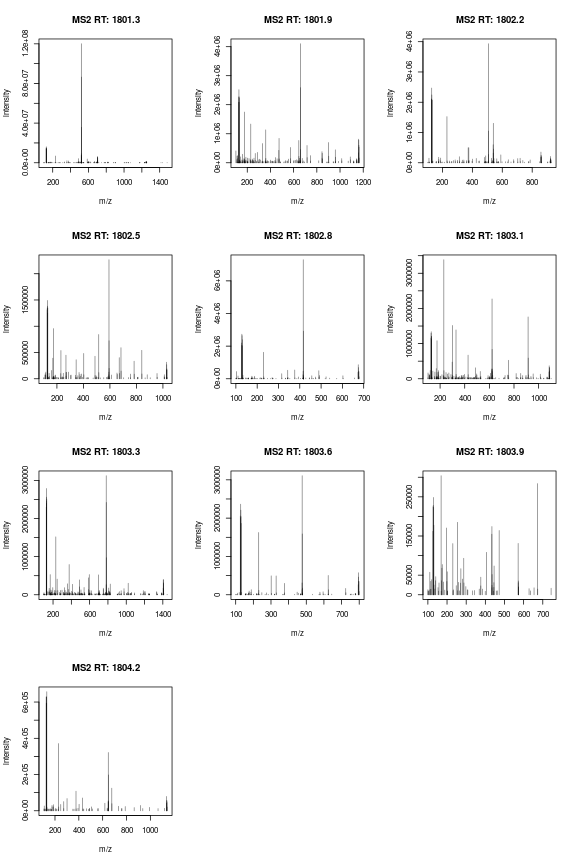 MS2 RT: 1801.3
MS2 RT: 1801.9
MS2 RT: 1802.2
Intensity
0.0e+00 4.0e+07 8.0e+07 1.2e+08
200 600 1000 1400
m/z
Intensity
0e+00 1e+06 2e+06 3e+06 4e+06
200 400 600 800 1000 1200
m/z
Intensity
0e+00 1e+06 2e+06 3e+06 4e+06
200 400 600 800
m/z
MS2 RT: 1802.5
MS2 RT: 1802.8
MS2 RT: 1803.1
Intensity
0 500000 1500000
200 400 600 800 1000
m/z
Intensity
0e+00 2e+06 4e+06 6e+06
100 200 300 400 500 600 700
m/z
Intensity
0 1000000 2000000 3000000
200 400 600 800 1000
m/z
MS2 RT: 1803.3
MS2 RT: 1803.6
MS2 RT: 1803.9
Intensity
0 1000000 2000000 3000000
200 600 1000 1400
m/z
Intensity
0 1000000 2000000 3000000
100 300 500 700
m/z
Intensity
50000 150000 250000
100 200 300 400 500 600 700
m/z
MS2 RT: 1804.2
Intensity
0e+00 2e+05 4e+05 6e+05
200 400 600 800 1000
m/z